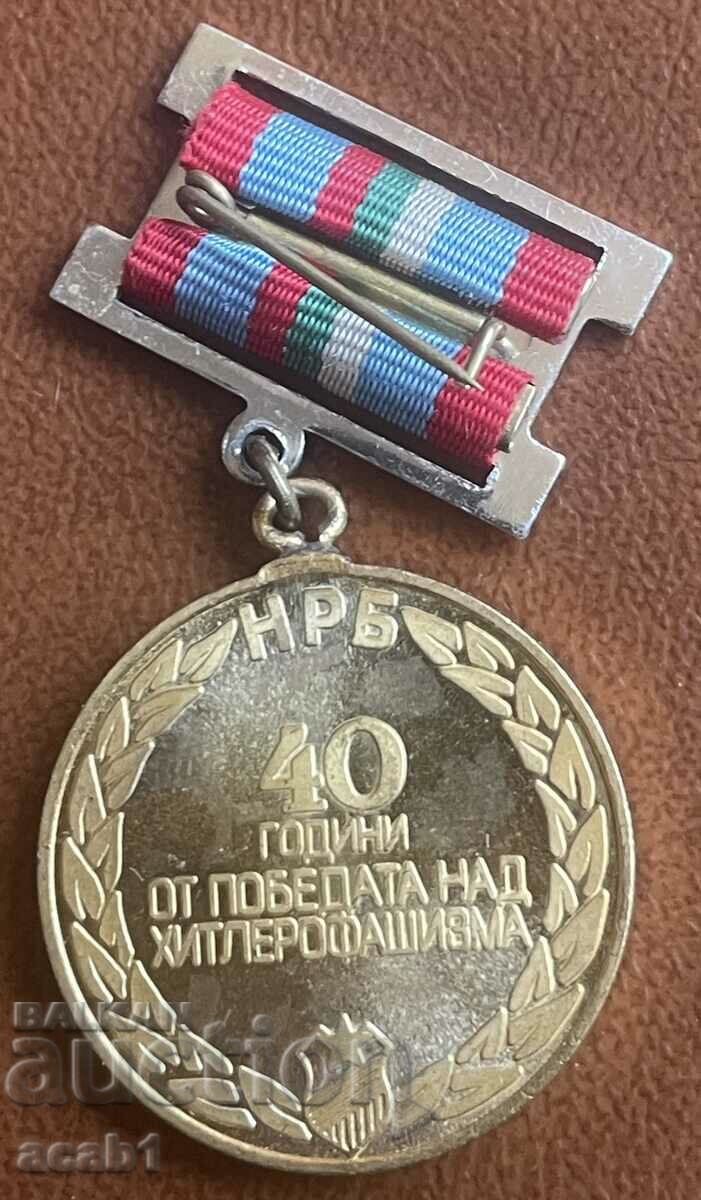 НРБ
40
ГОДИНИ
ОТ ПОБЕДАТА НАД
ХИТЛЕРОФАШИЗМА
BALKAN
auction
acab1